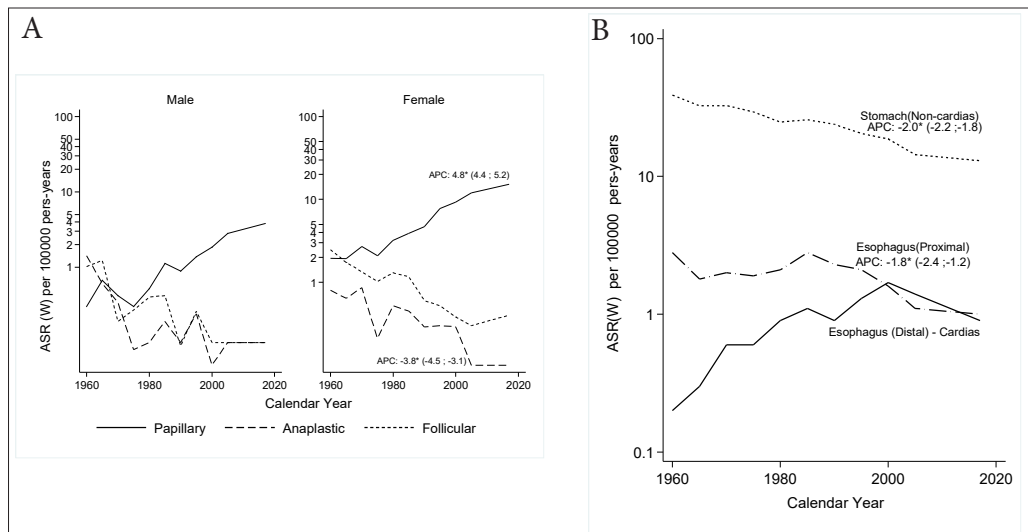 A
Male
Female
100
50
40
30
20
10
5
4
3
2
1
ASR (W) per 100000 pers-years
1960
1980
2000
2020
100
50
40
30
20
10
5
4
3
2
1
APC: 4.8* (4.4 ; 5.2)
APC: -3.8* (-4.5 ; -3.1)
1960
1980
2000
2020
Calendar Year
Papillary
Anaplastic
Follicular
B
100
10
1
0.1
ASR(W) per 100000 pers-years
Stomach(Non-cardias)
APC: -2.0* (-2.2 ;-1.8)
Esophagus(Proximal)
APC: -1.8* (-2.4 ;-1.2)
Esophagus (Distal) - Cardias
1960
1980
2000
2020
Calendar Year